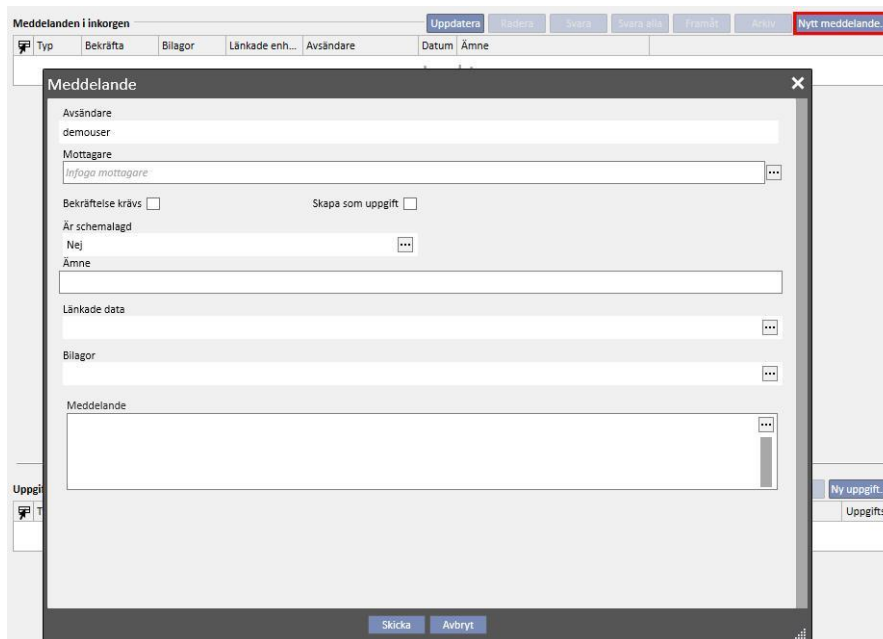 Meddelanden i inkorgen
Uppdatera Radera Svara Svara alla Framåt Arkiv Nytt meddelande.
Typ Bekräfta Bilagor Länkade enh... Avsändare Datum Ämne
Meddelande
Avsändare
demouser
Mottagare
Infoga mottagare
Bekräftelse krävs Skapa som uppgift
Är schemalagd
Nej
Ämne
Länkade data
Bilagor
Meddelande
Uppgif Ny uppgift.
T Uppgifts
Skicka Avbryt